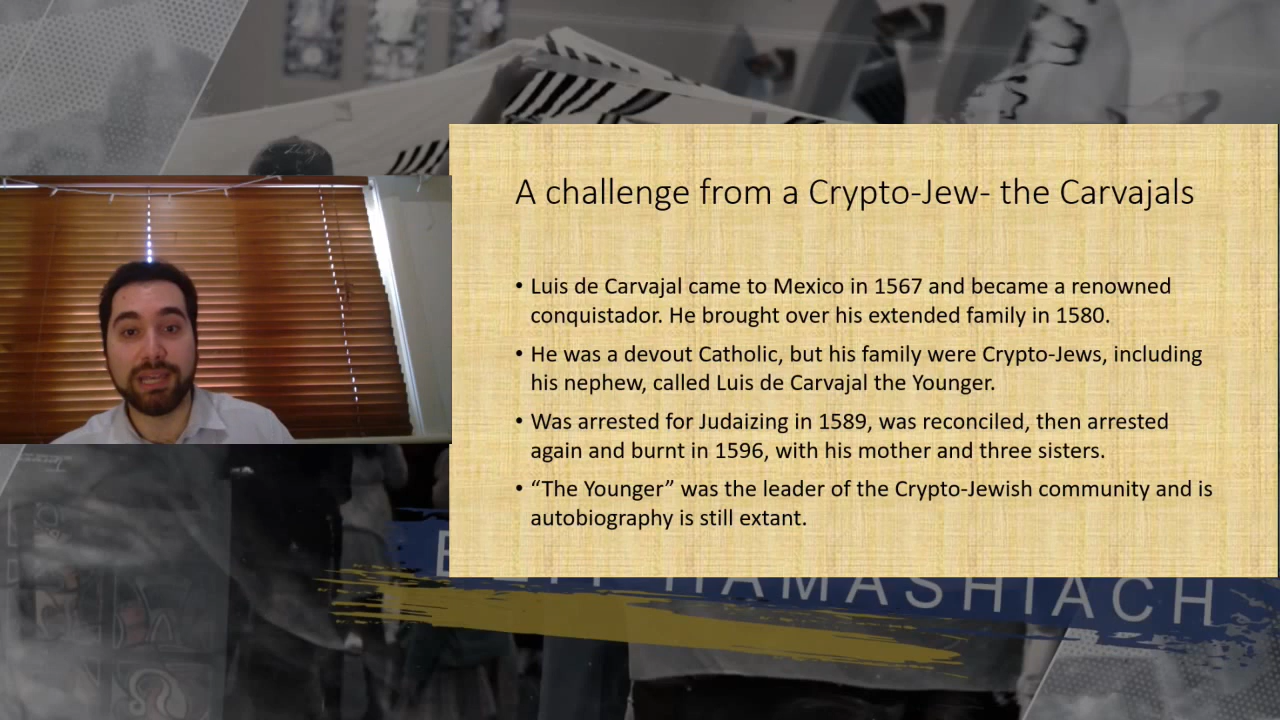 A challenge from a Crypto-Jew- the Carvajals
• Luis de Carvajal came to Mexico in 1567 and became a renowned
conquistador. He brought over his extended family in 1580.
• He was a devout Catholic, but his family were Crypto-Jews, including
his nephew, called Luis de Carvajal the Younger.
• Was arrested for Judaizing in 1589, was reconciled, then arrested
again and burnt in 1596, with his mother and three sisters.
• “The Younger” was the leader of the Crypto-Jewish community and is
autobiography is still extant.
HAMASHIACH